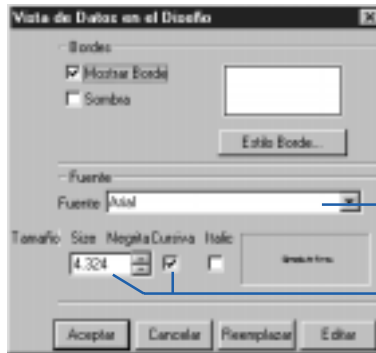 Vista de Datos en el Diseño
Bordes
Mostrar Borde
Sombra
Estilo Borde...
Fuente
Fuente Arial
Tamaño Size Negrita Cursiva Italic
4.324
Aceptar Cancelar Reemplazar Editar